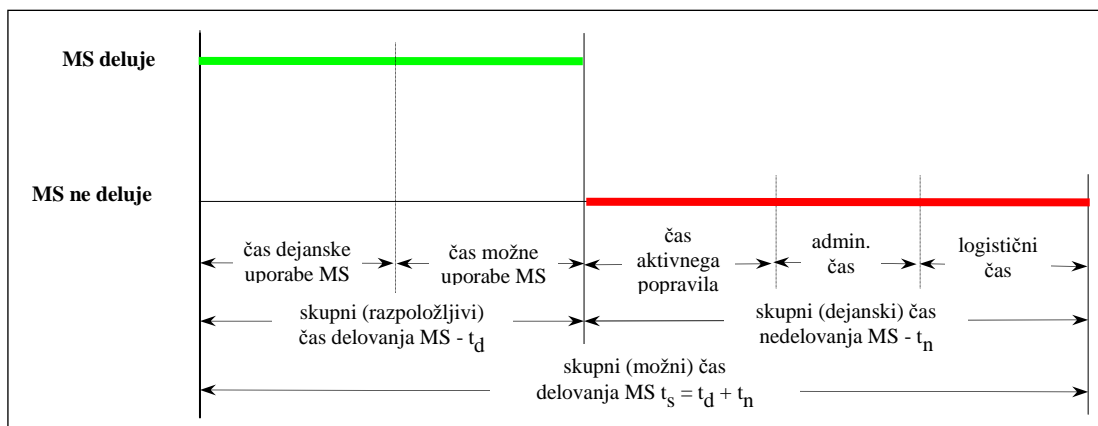 MS deluje
MS ne deluje
čas dejanske
uporabe MS
čas možne
uporabe MS
čas
aktivnega
popravila
admin.
čas
logistični
čas
skupni (razpoložljivi)
čas delovanja MS - td
skupni (dejanski) čas
nedelovanja MS - tn
skupni (možni) čas
delovanja MS ts = td + tn